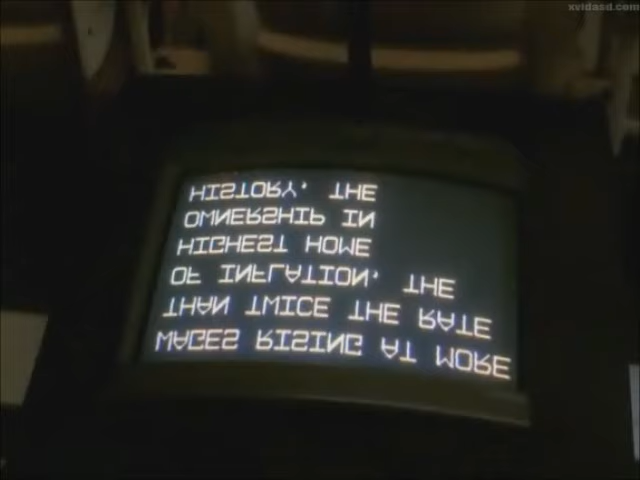 WAGES RISING AT MORE
THAN TWICE THE RATE
OF INFLATION, THE
HIGHEST HOME
OWNERSHIP IN
HISTORY, THE
xvidasd.com